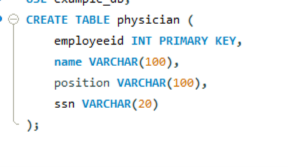 CREATE TABLE physician (
employeeid INT PRIMARY KEY,
name VARCHAR(100),
position VARCHAR(100),
ssn VARCHAR(20)
);